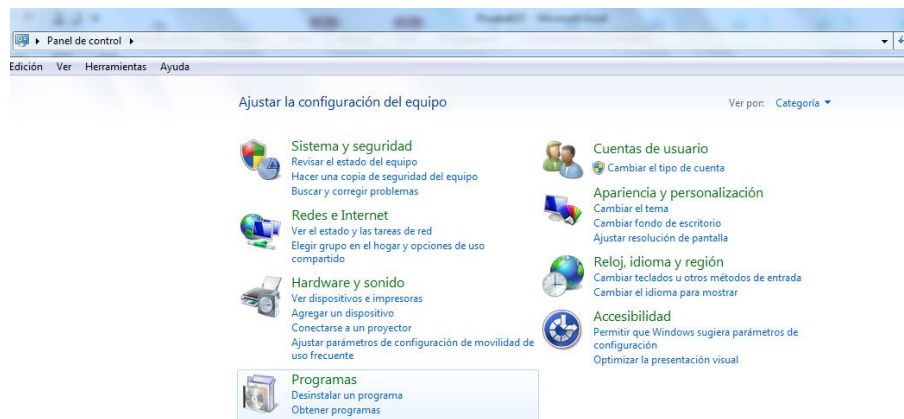 Panel de control
Edición Ver Herramientas Ayuda
Ajustar la configuración del equipo
Ver por: Categoría
Sistema y seguridad
Revisar el estado del equipo
Hacer una copia de seguridad del equipo
Buscar y corregir problemas
Redes e Internet
Ver el estado y las tareas de red
Elegir grupo en el hogar y opciones de uso
compartido
Hardware y sonido
Ver dispositivos e impresoras
Agregar un dispositivo
Conectarse a un proyector
Ajustar parámetros de configuración de movilidad de
uso frecuente
Programas
Desinstalar un programa
Obtener programas
Cuentas de usuario
Cambiar el tipo de cuenta
Apariencia y personalización
Cambiar el tema
Cambiar fondo de escritorio
Ajustar resolución de pantalla
Reloj, idioma y región
Cambiar teclados u otros métodos de entrada
Cambiar el idioma para mostrar
Accesibilidad
Permitir que Windows sugiera parámetros de
configuración
Optimizar la presentación visual